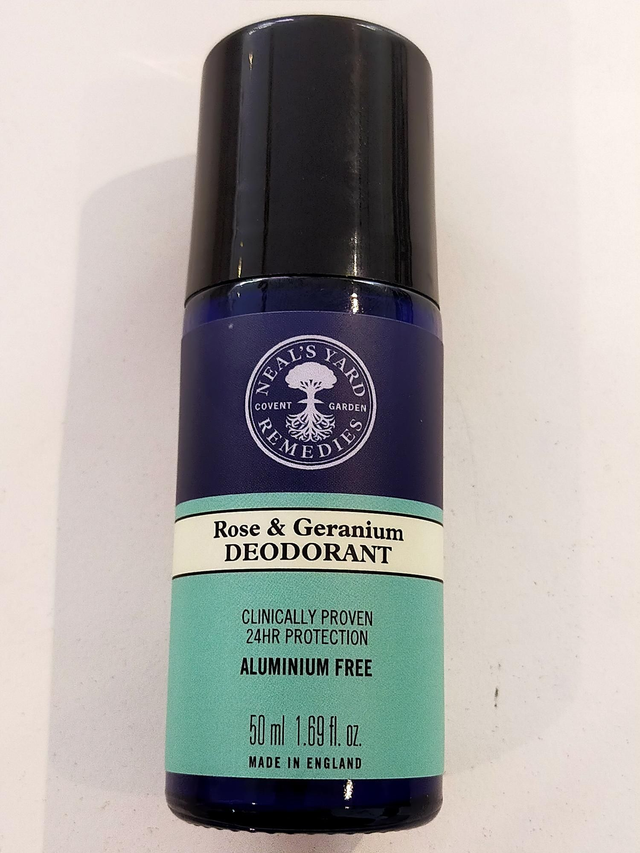 NEAL'S YARD
COVENT GARDEN
REMEDIES
Rose & Geranium
DEODORANT
CLINICALLY PROVEN
24HR PROTECTION
ALUMINIUM FREE
50 ml 1.69 fl. oz.
MADE IN ENGLAND